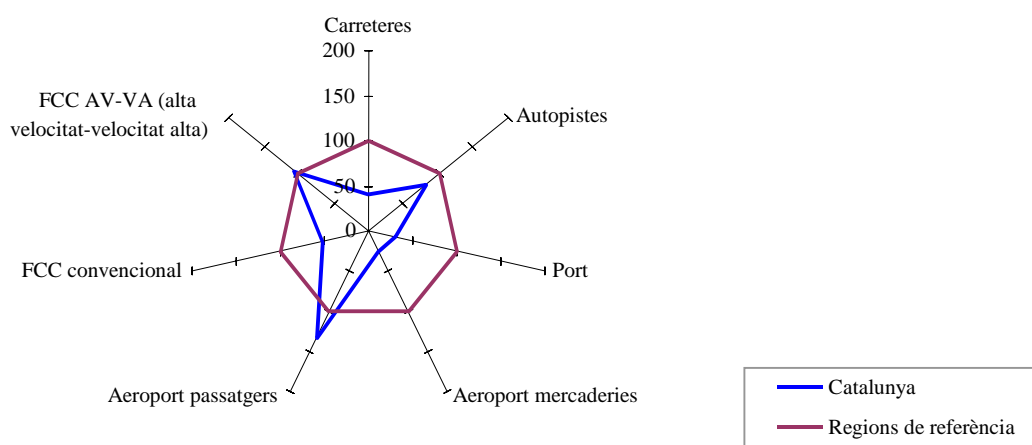 Carreteres
200
150
100
50
0
FCC AV-VA (alta
velocitat-velocitat alta)
Autopistes
FCC convencional
Port
Aeroport passatgers
Aeroport mercaderies
Catalunya
Regions de referència